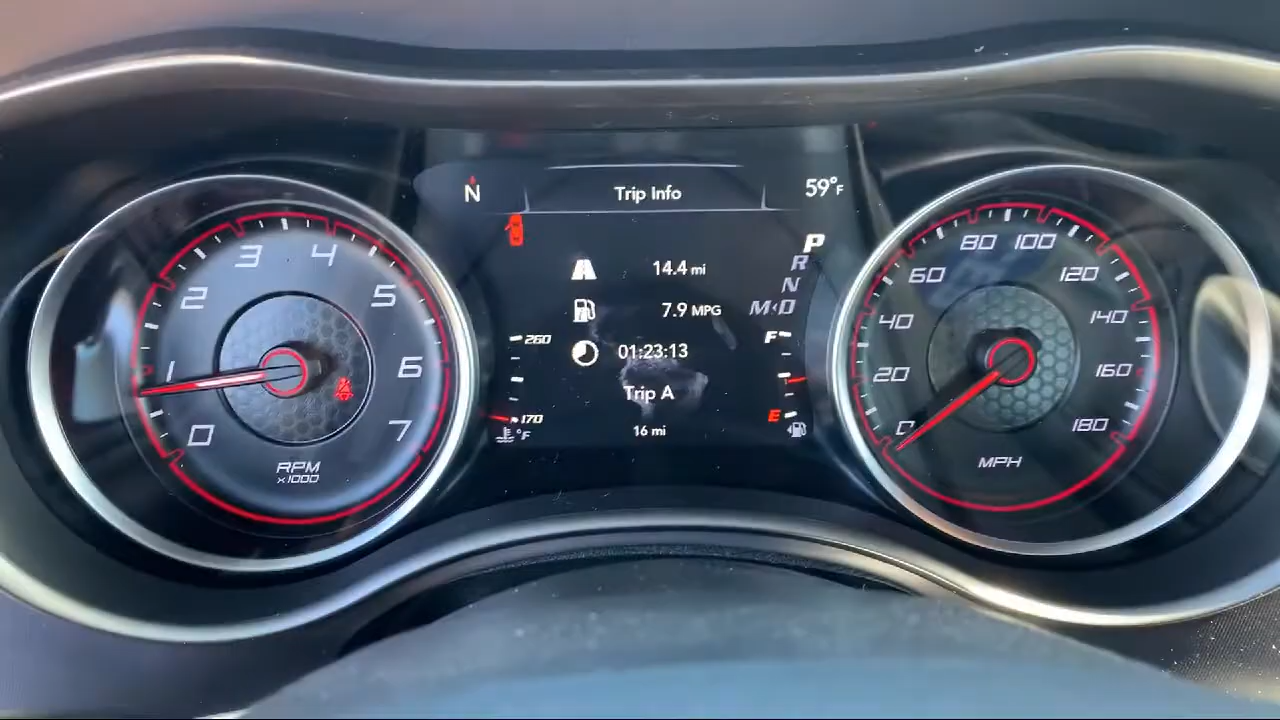 N
Trip Info
59°F
14.4 mi
7.9 MPG
01:23:13
Trip A
16 mi
P
R
N
M<D
260
170
°F
F
E
0
1
2
3
4
5
6
7
RPM
x1000
0
20
40
60
80
100
120
140
160
180
MPH